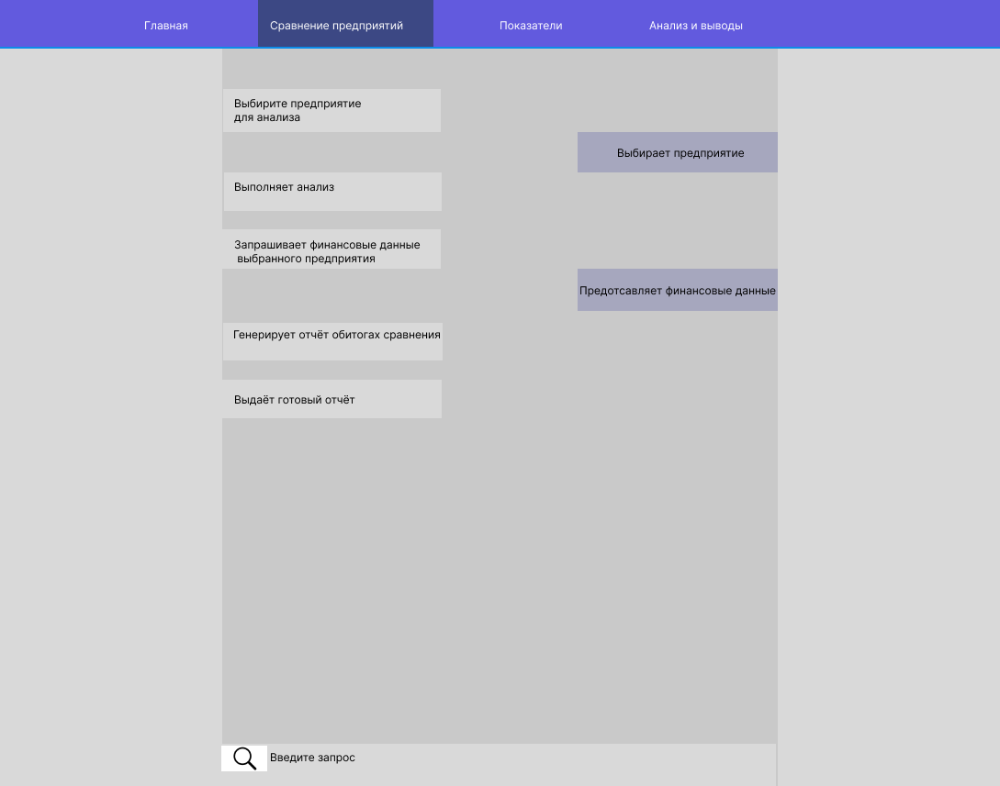 Главная
Сравнение предприятий
Показатели
Анализ и выводы
Выбирите предприятие
для анализа
Выбирает предприятие
Выполняет анализ
Запрашивает финансовые данные
выбранного предприятия
Предотсавляет финансовые данные
Генерирует отчёт обитогах сравнения
Выдаёт готовый отчёт
Введите запрос